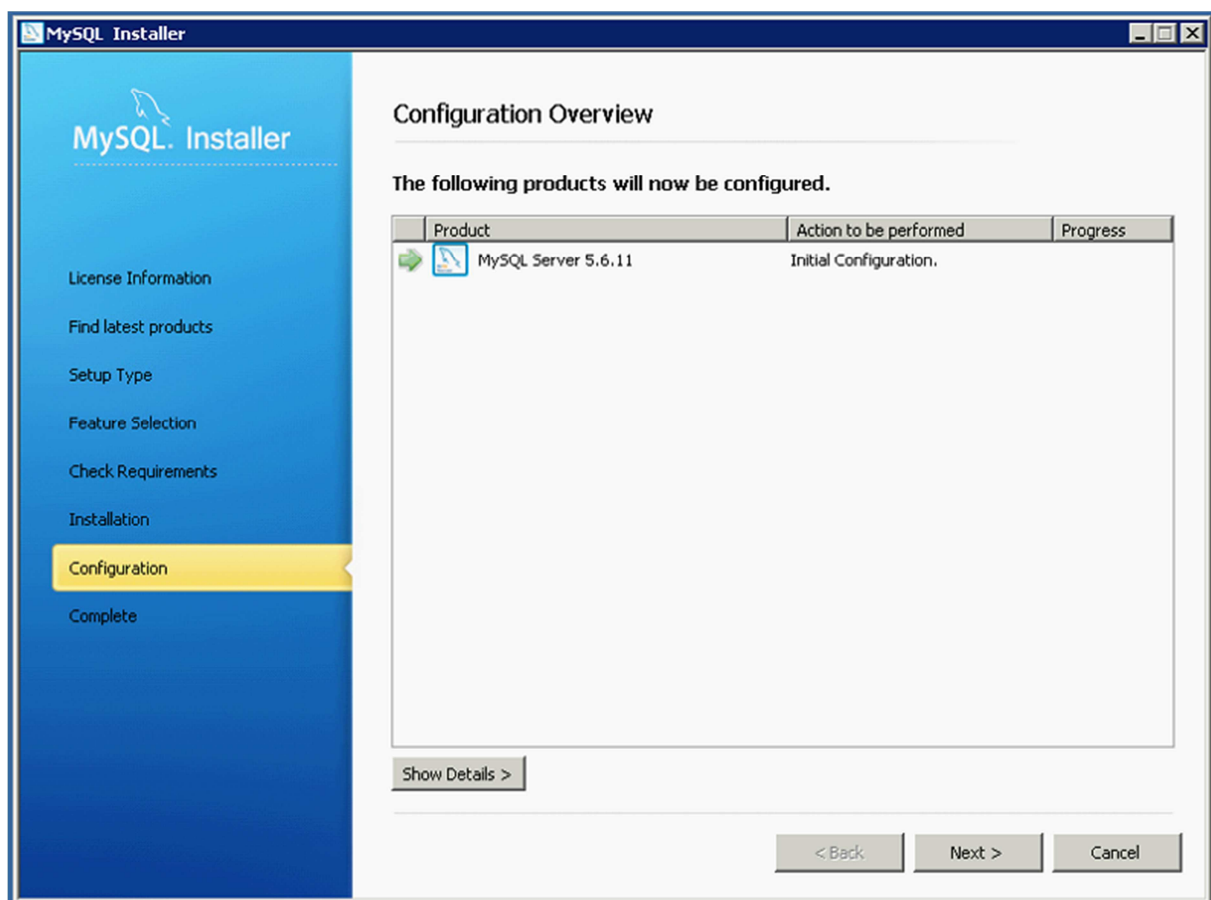 MySQL Installer
MySQL. Installer
License Information
Find latest products
Setup Type
Feature Selection
Check Requirements
Installation
Configuration
Complete
Configuration Overview
The following products will now be configured.
Product Action to be performed Progress
MySQL Server 5.6.11 Initial Configuration.
Show Details >
< Back Next > Cancel